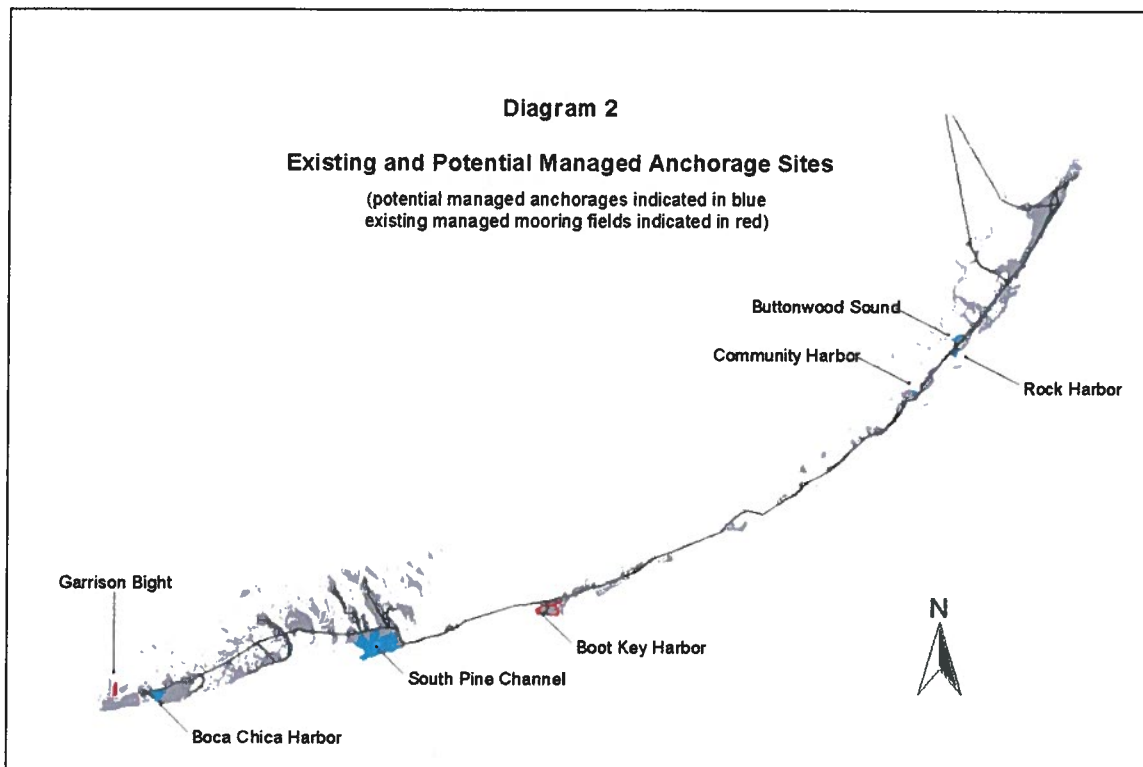 Diagram 2
Existing and Potential Managed Anchorage Sites
(potential managed anchorages indicated in blue
existing managed mooring fields indicated in red)
Buttonwood Sound
Community Harbor
Rock Harbor
Garrison Bight
Boot Key Harbor
N
South Pine Channel
Boca Chica Harbor